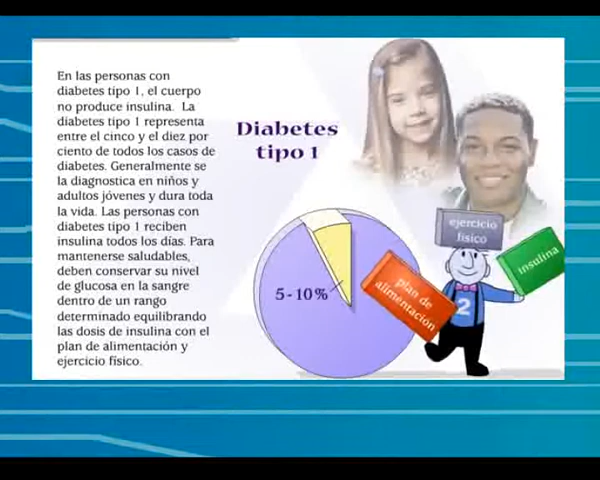 En las personas con
diabetes tipo 1, el cuerpo
no produce insulina. La
diabetes tipo 1 representa
entre el cinco y el diez por
ciento de todos los casos de
diabetes. Generalmente se
la diagnostica en niños y
adultos jóvenes y dura toda
la vida. Las personas con
diabetes tipo 1 reciben
insulina todos los días. Para
mantenerse saludables,
deben conservar su nivel
de glucosa en la sangre
dentro de un rango
determinado equilibrando
las dosis de insulina con el
plan de alimentación y
ejercicio físico.
Diabetes
tipo 1
5-10%
ejercicio
físico
plan de
alimentación
insulina
2